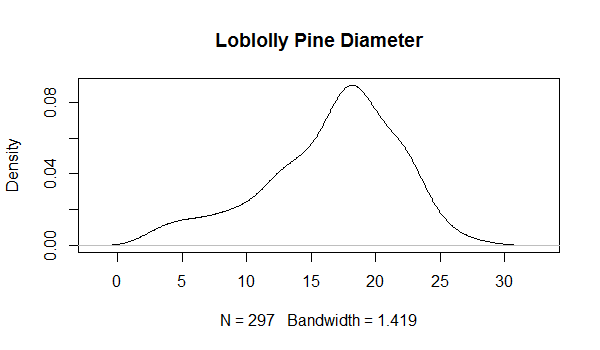 Loblolly Pine Diameter
Density
0.08
0.04
0.00
0 5 10 15 20 25 30
N = 297 Bandwidth = 1.419